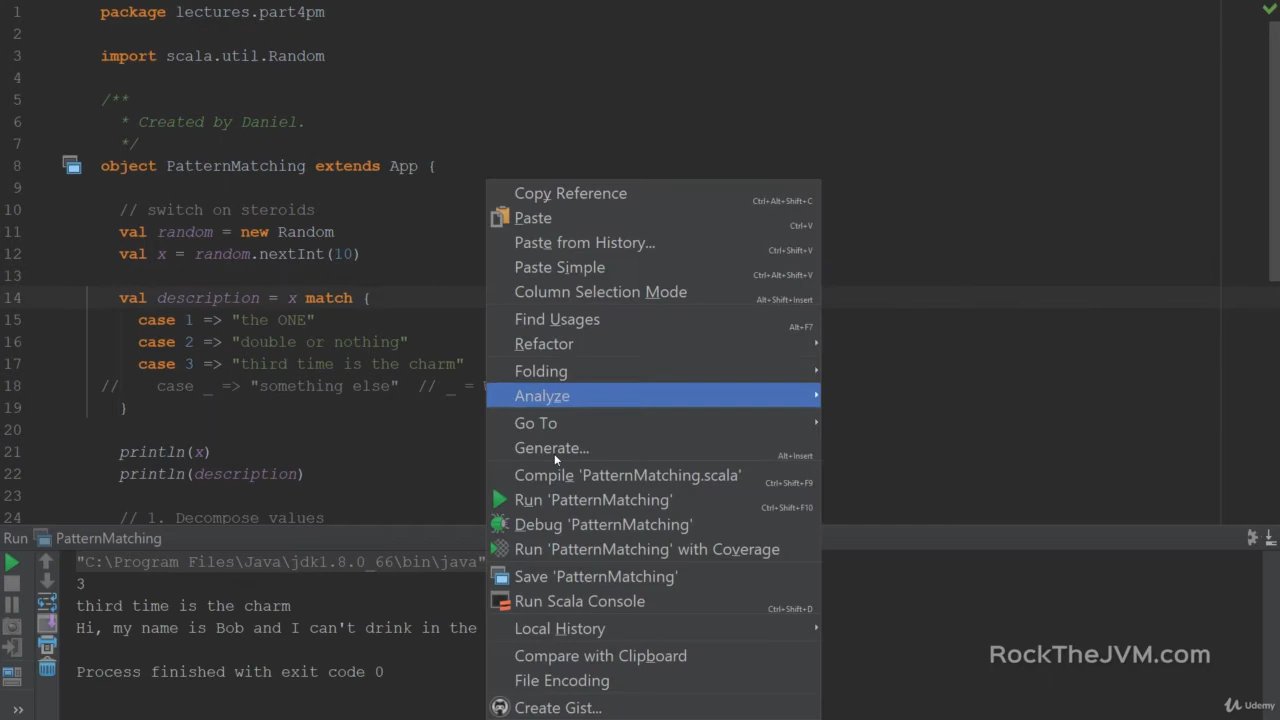 1 package lectures.part4pm
2
3 import scala.util.Random
4
5 /**
6 * Created by Daniel.
7 */
8 object PatternMatching extends App {
9
10 // switch on steroids
11 val random = new Random
12 val x = random.nextInt(10)
13
14 val description = x match {
15 case 1 => "the ONE"
16 case 2 => "double or nothing"
17 case 3 => "third time is the charm"
18 // case _ => "something else" // _ =
19 }
20
21 println(x)
22 println(description)
23
24 // 1. Decompose values
Copy Reference Ctrl+Alt+Shift+C
Paste Ctrl+V
Paste from History... Ctrl+Shift+V
Paste Simple Ctrl+Alt+Shift+V
Column Selection Mode Alt+Shift+Insert
Find Usages Alt+F7
Refactor
Folding
Analyze
Go To
Generate... Alt+Insert
Compile 'PatternMatching.scala' Ctrl+Shift+F9
Run 'PatternMatching' Ctrl+Shift+F10
Debug 'PatternMatching'
Run 'PatternMatching' with Coverage
Save 'PatternMatching'
Run Scala Console Ctrl+Shift+D
Local History
Compare with Clipboard
File Encoding
Create Gist...
Run PatternMatching
"C:\Program Files\Java\jdk1.8.0_66\bin\java"
3
third time is the charm
Hi, my name is Bob and I can't drink in the
Process finished with exit code 0
RockTheJVM.com
Udemy